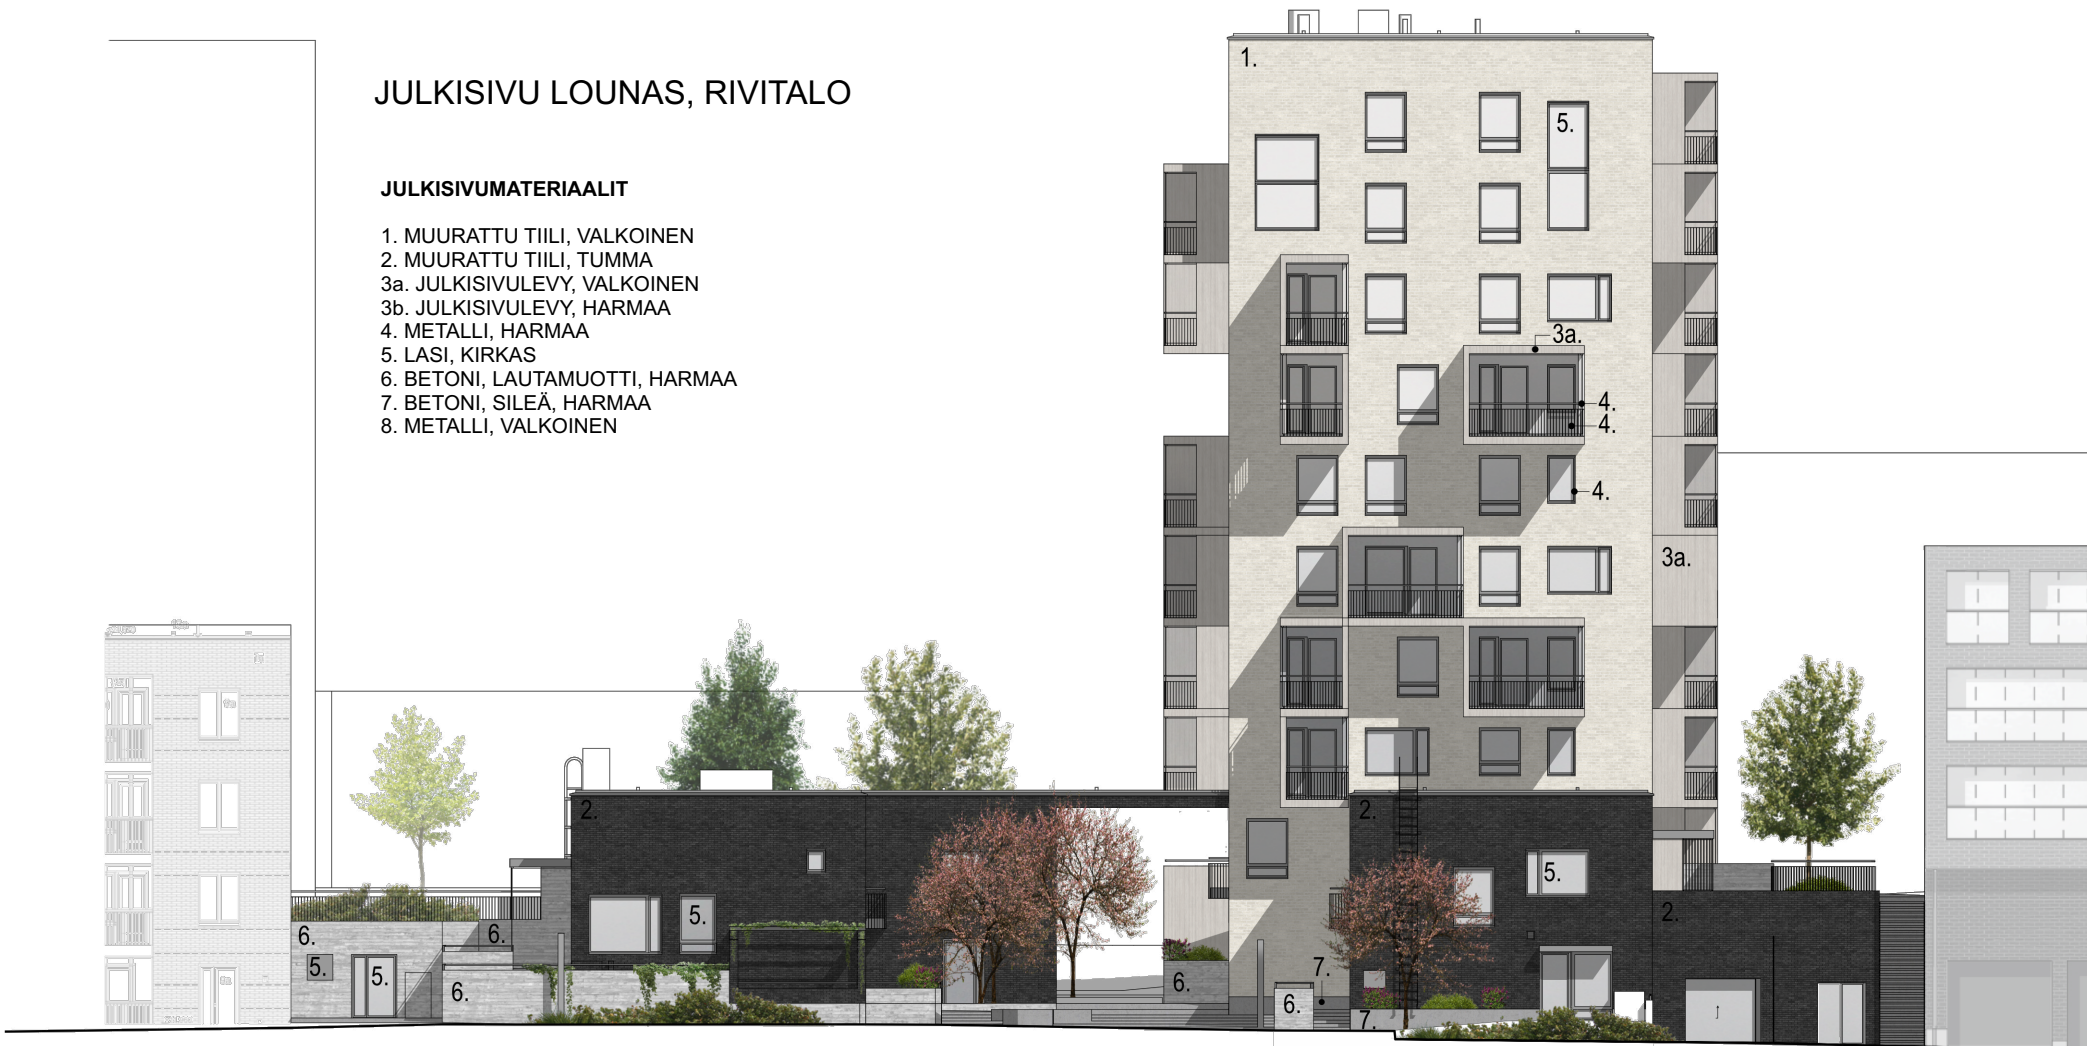 JULKISIVU LOUNAS, RIVITALO
JULKISIVUMATERIAALIT
1. MUURATTU TIILI, VALKOINEN
2. MUURATTU TIILI, TUMMA
3a. JULKISIVULEVY, VALKOINEN
3b. JULKISIVULEVY, HARMAA
4. METALLI, HARMAA
5. LASI, KIRKAS
6. BETONI, LAUTAMUOTTI, HARMAA
7. BETONI, SILEÄ, HARMAA
8. METALLI, VALKOINEN
1.
5.
3a.
4.
4.
4.
3a.
2.
2.
5.
5.
2.
6.
6.
5.
5.
6.
6.
7.
6.
7.